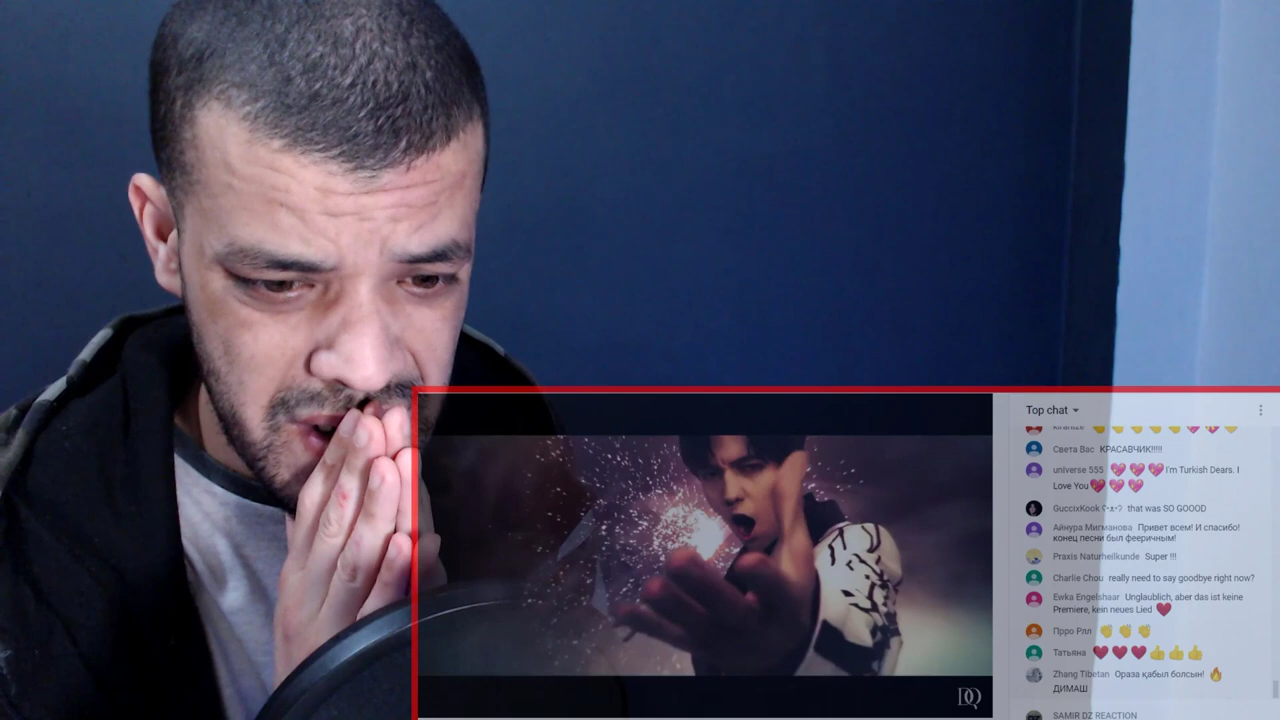 Top chat
Света Вас КРАСАВЧИК!!!!!
universe 555 💖💖💖I'm Turkish Dears. I
Love You💖💖💖
GuccixKook ʕ•ﻌ•ʔ that was SO GOOOD
Айнура Мигманова Привет всем! И спасибо!
конец песни был фееричным!
Praxis Naturheilkunde Super !!!
Charlie Chou really need to say goodbye right now?
Ewka Engelshaar Unglaublich, aber das ist keine
Premiere, kein neues Lied ❤️
Прро Рлл 👏👏👏
Татьяна ❤️❤️❤️👍👍👍
Zhang Tibetan Ораза қабыл болсын! 🔥
ДИМАШ
SAMIR DZ REACTION
DQ